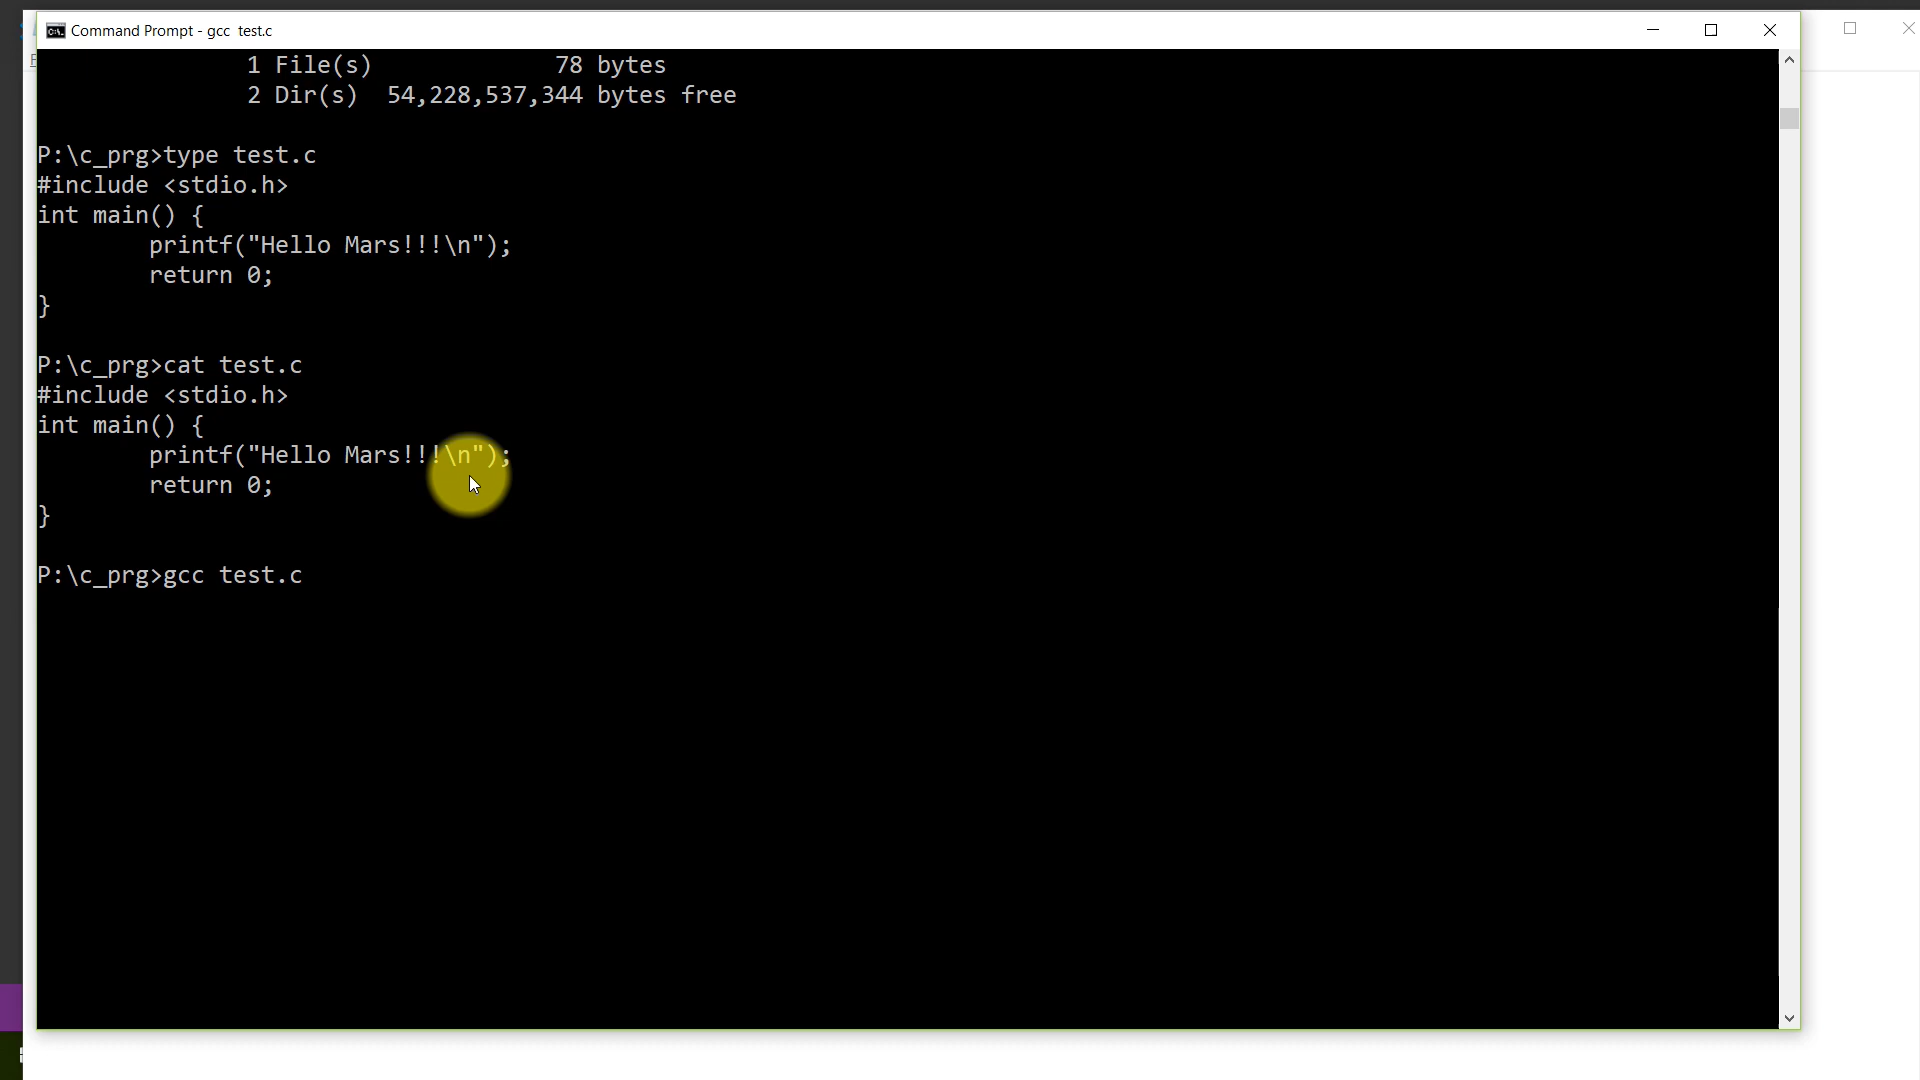 Command Prompt - gcc  test.c
1 File(s)             78 bytes
2 Dir(s)  54,228,537,344 bytes free
P:\c_prg>type test.c
#include <stdio.h>
int main() {
        printf("Hello Mars!!!\n");
        return 0;
}
P:\c_prg>cat test.c
#include <stdio.h>
int main() {
        printf("Hello Mars!!!\n");
        return 0;
}
P:\c_prg>gcc test.c